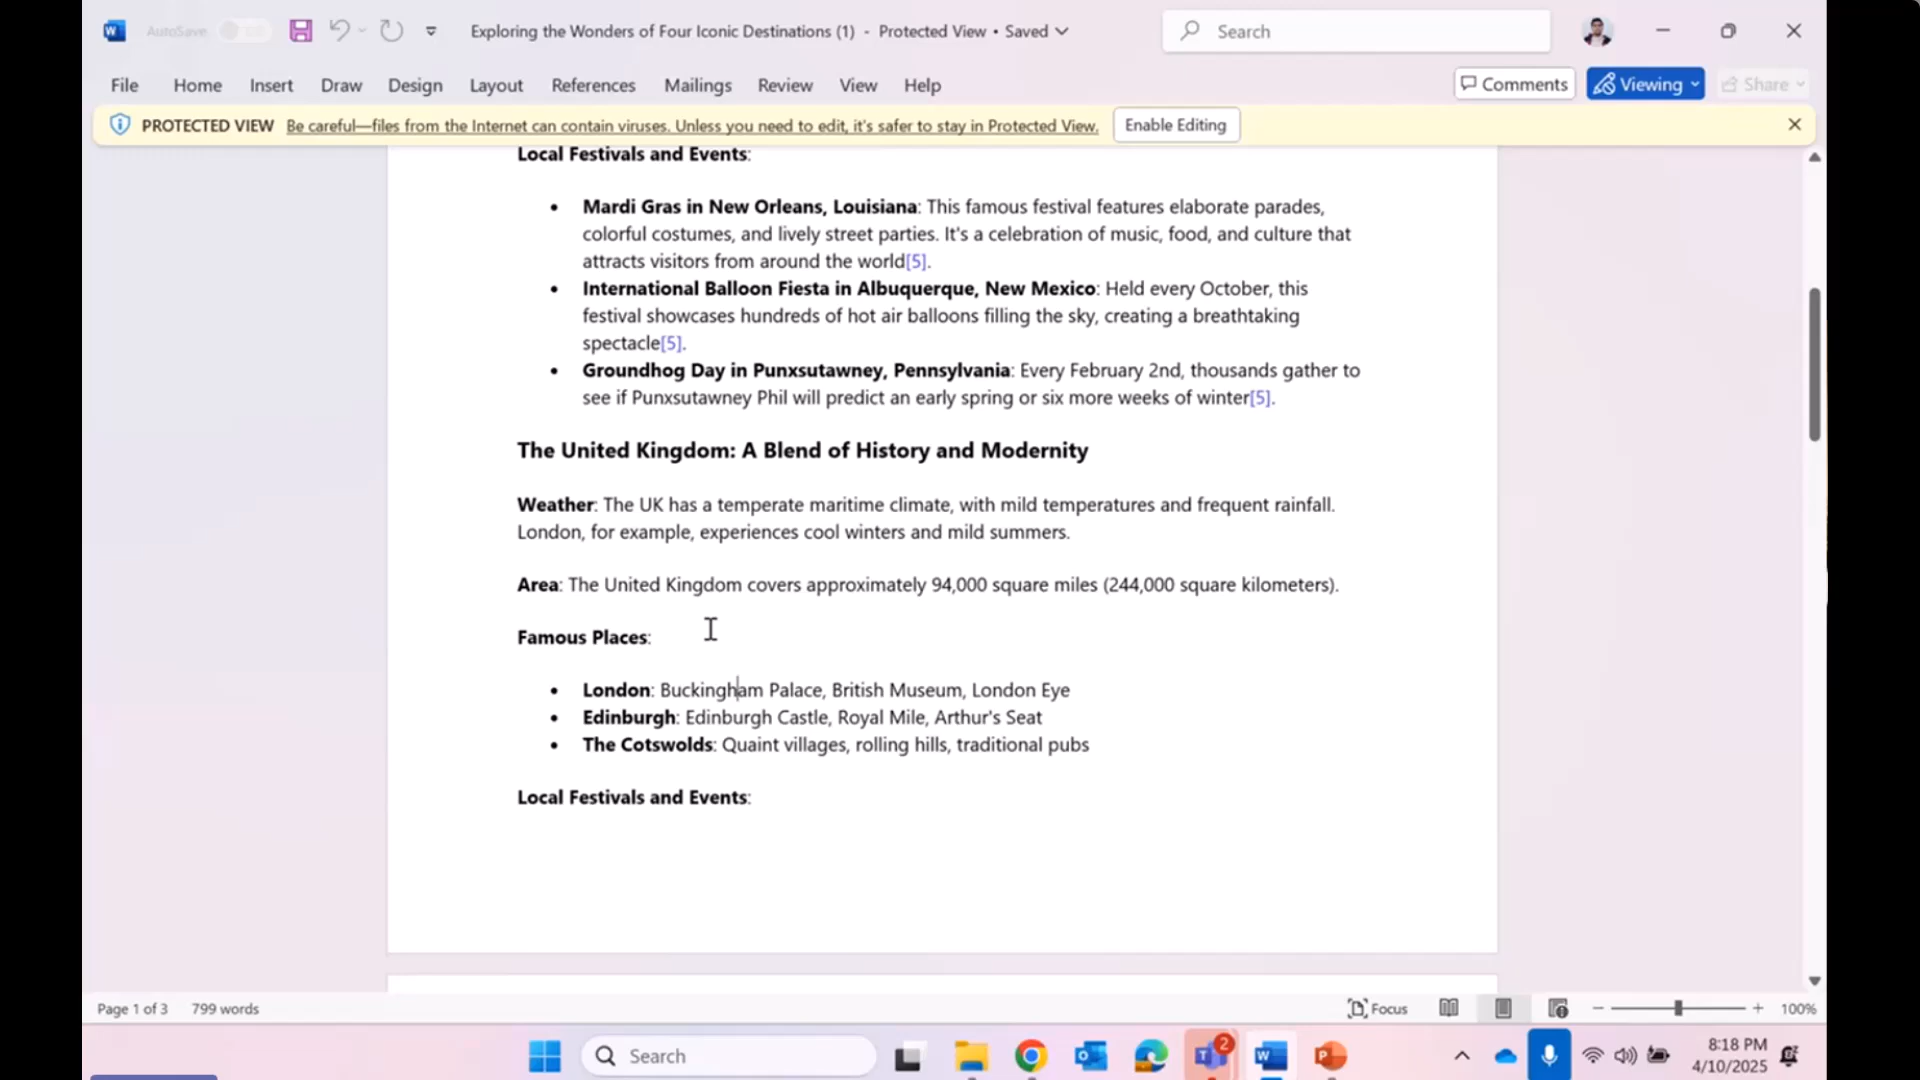 AutoSave
Exploring the Wonders of Four Iconic Destinations (1) - Protected View • Saved
Search
File Home Insert Draw Design Layout References Mailings Review View Help
Comments Viewing Share
PROTECTED VIEW Be careful—files from the Internet can contain viruses. Unless you need to edit, it's safer to stay in Protected View. Enable Editing
Local Festivals and Events:
• Mardi Gras in New Orleans, Louisiana: This famous festival features elaborate parades,
colorful costumes, and lively street parties. It's a celebration of music, food, and culture that
attracts visitors from around the world[5].
• International Balloon Fiesta in Albuquerque, New Mexico: Held every October, this
festival showcases hundreds of hot air balloons filling the sky, creating a breathtaking
spectacle[5].
• Groundhog Day in Punxsutawney, Pennsylvania: Every February 2nd, thousands gather to
see if Punxsutawney Phil will predict an early spring or six more weeks of winter[5].
The United Kingdom: A Blend of History and Modernity
Weather: The UK has a temperate maritime climate, with mild temperatures and frequent rainfall.
London, for example, experiences cool winters and mild summers.
Area: The United Kingdom covers approximately 94,000 square miles (244,000 square kilometers).
Famous Places:
• London: Buckingham Palace, British Museum, London Eye
• Edinburgh: Edinburgh Castle, Royal Mile, Arthur's Seat
• The Cotswolds: Quaint villages, rolling hills, traditional pubs
Local Festivals and Events:
Page 1 of 3 799 words
Focus
100%
Search
2
8:18 PM
4/10/2025